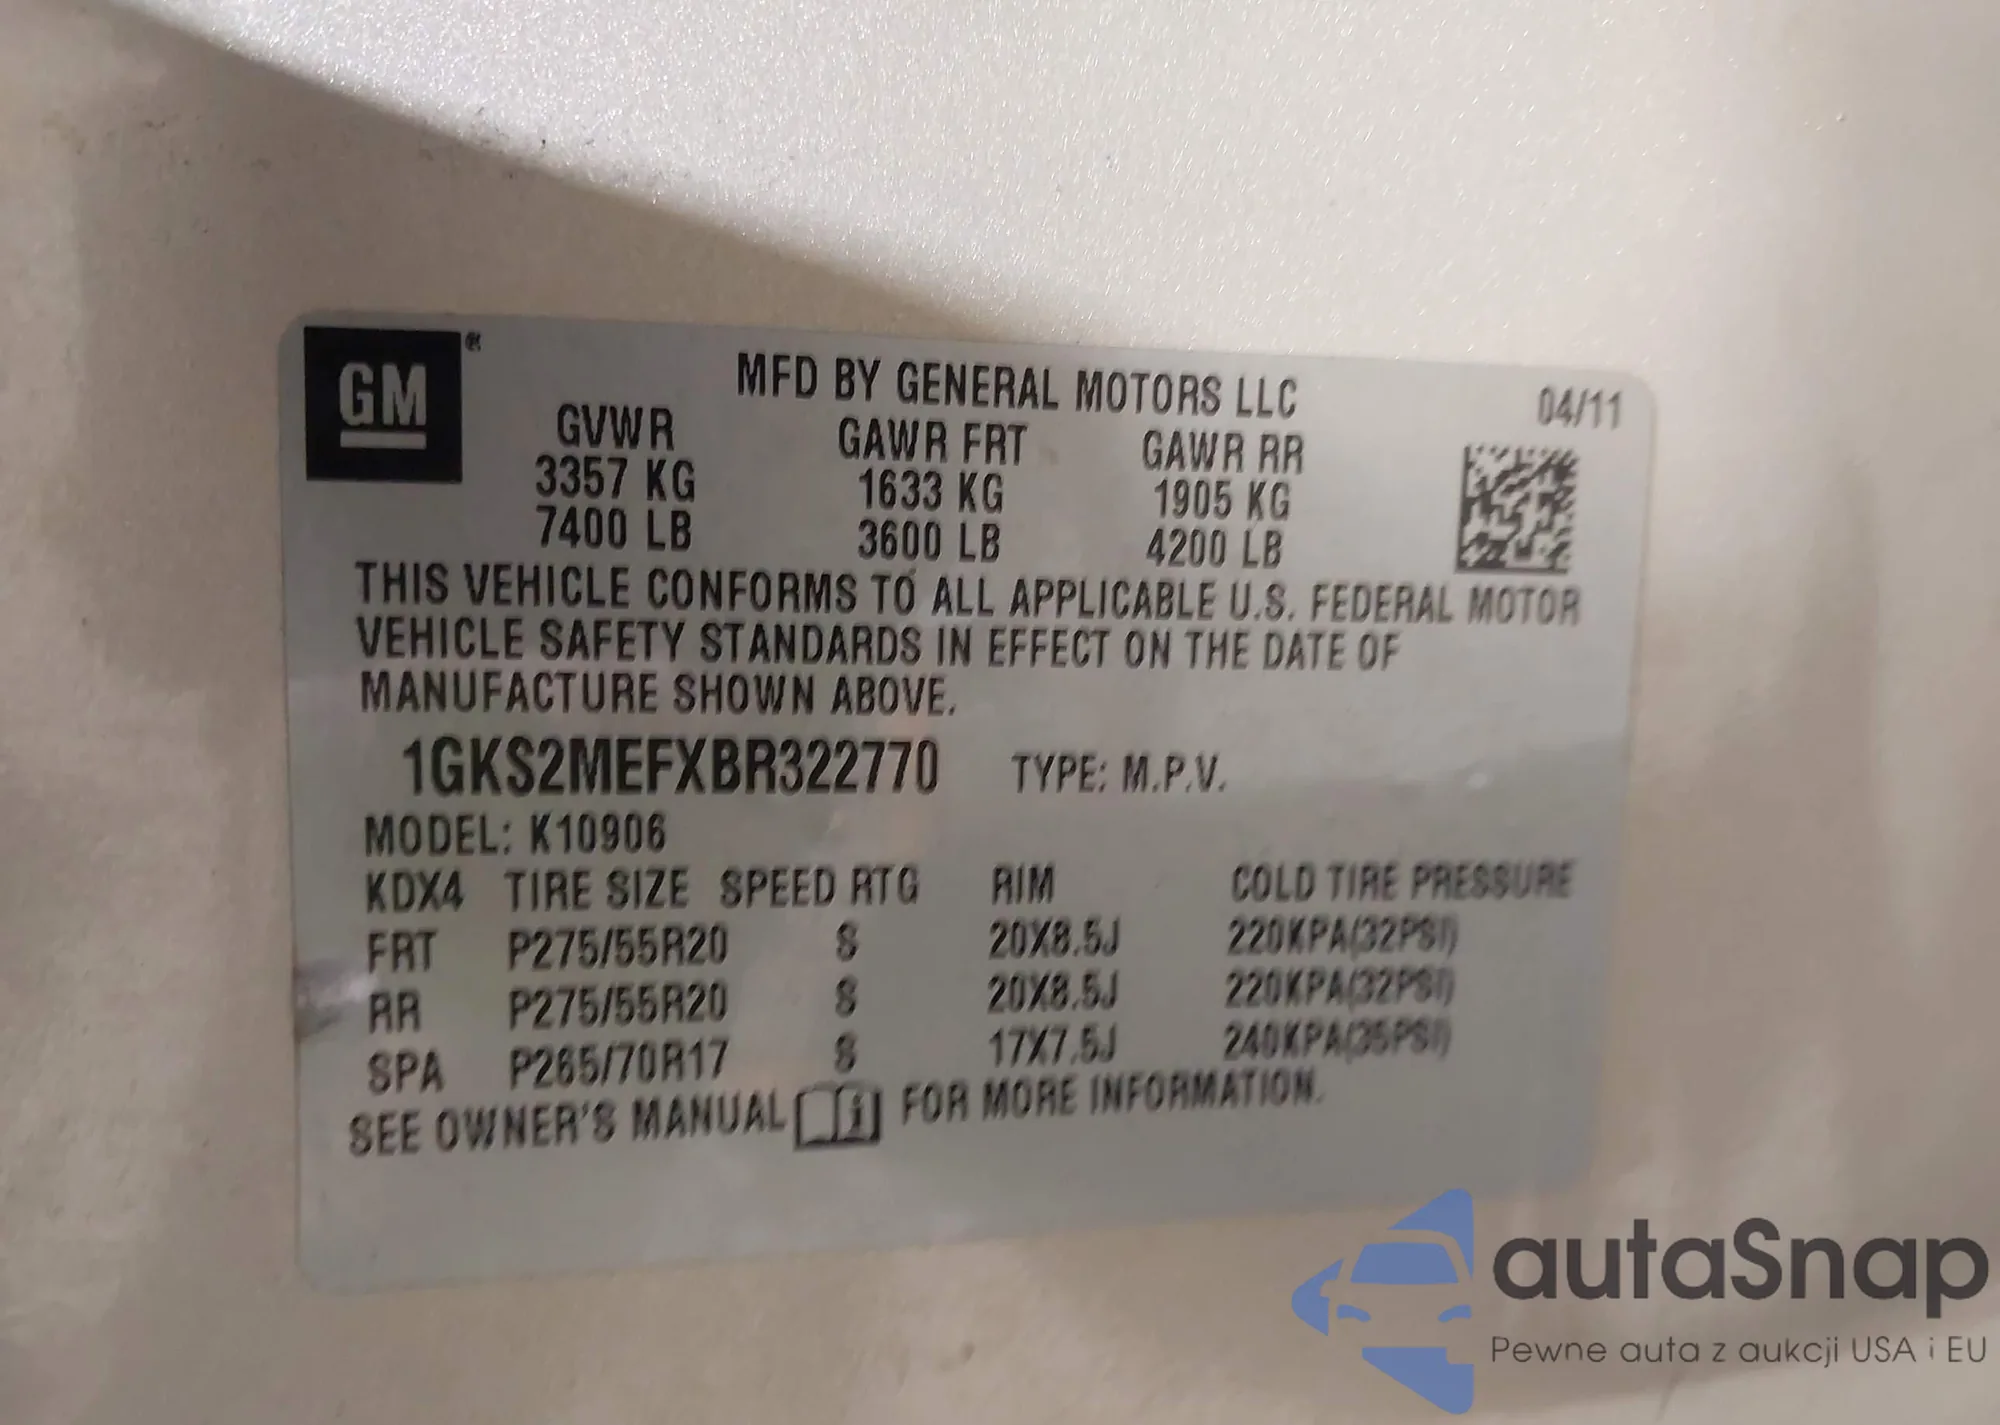 GM
®
MFD BY GENERAL MOTORS LLC
04/11
GVWR GAWR FRT GAWR RR
3357 KG 1633 KG 1905 KG
7400 LB 3600 LB 4200 LB
THIS VEHICLE CONFORMS TO ALL APPLICABLE U.S. FEDERAL MOTOR
VEHICLE SAFETY STANDARDS IN EFFECT ON THE DATE OF
MANUFACTURE SHOWN ABOVE.
1GKS2MEFXBR322770 TYPE: M.P.V.
MODEL: K10906
KDX4 TIRE SIZE SPEED RTG RIM COLD TIRE PRESSURE
FRT P275/55R20 S 20X8.5J 220KPA(32PSI)
RR P275/55R20 S 20X8.5J 220KPA(32PSI)
SPA P265/70R17 S 17X7.5J 240KPA(35PSI)
SEE OWNER'S MANUAL i FOR MORE INFORMATION.
autaSnap
Pewne auta z aukcji USA i EU